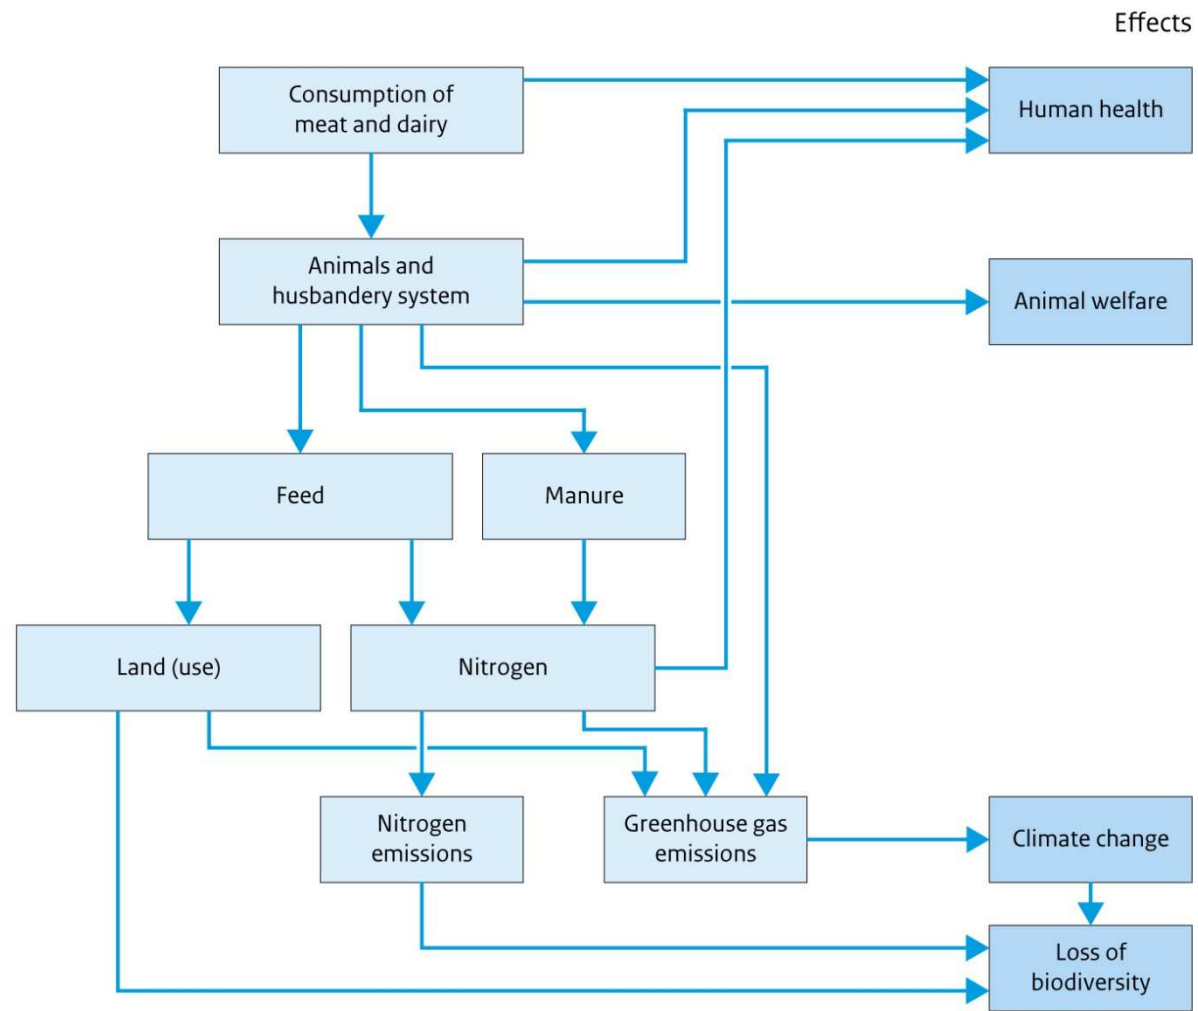 Effects
Consumption of
meat and dairy
Human health
Animals and
husbandery system
Animal welfare
Feed
Manure
Land (use)
Nitrogen
Nitrogen
emissions
Greenhouse gas
emissions
Climate change
Loss of
biodiversity